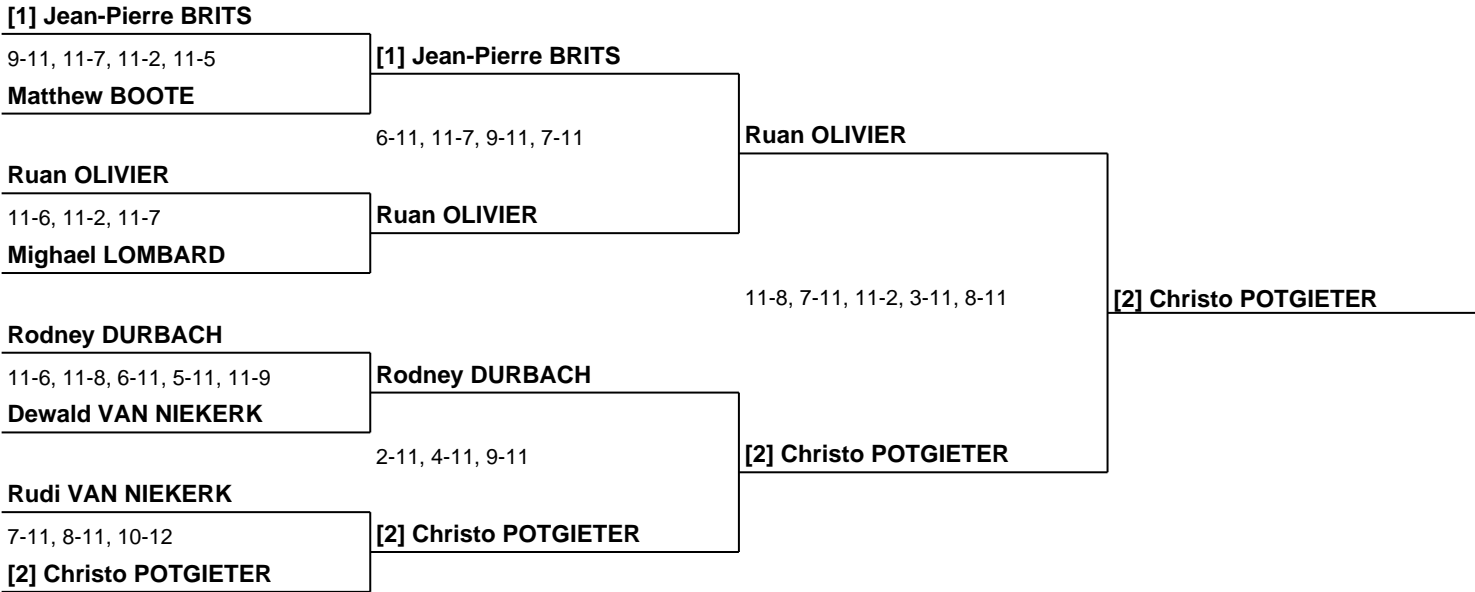 [1] Jean-Pierre BRITS
9-11, 11-7, 11-2, 11-5
[1] Jean-Pierre BRITS
Matthew BOOTE
6-11, 11-7, 9-11, 7-11
Ruan OLIVIER
Ruan OLIVIER
11-6, 11-2, 11-7
Ruan OLIVIER
Mighael LOMBARD
11-8, 7-11, 11-2, 3-11, 8-11
[2] Christo POTGIETER
Rodney DURBACH
11-6, 11-8, 6-11, 5-11, 11-9
Rodney DURBACH
Dewald VAN NIEKERK
2-11, 4-11, 9-11
[2] Christo POTGIETER
Rudi VAN NIEKERK
7-11, 8-11, 10-12
[2] Christo POTGIETER
[2] Christo POTGIETER